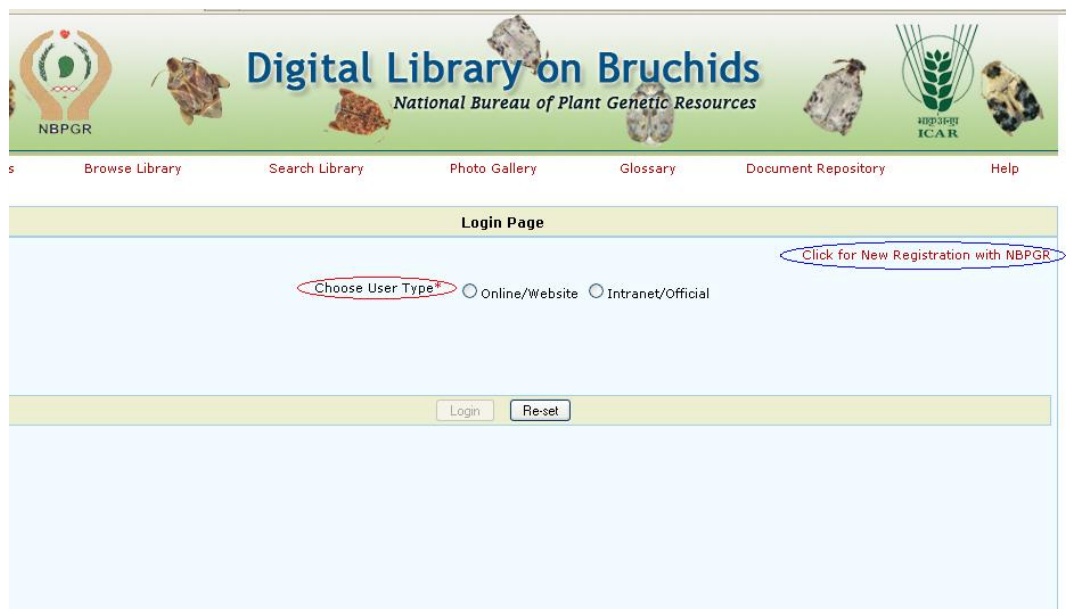 Digital Library on Bruchids
National Bureau of Plant Genetic Resources
NBPGR
ICAR
s Browse Library Search Library Photo Gallery Glossary Document Repository Help
Login Page
Click for New Registration with NBPGR
Choose User Type* Online/Website Intranet/Official
Login Re-set